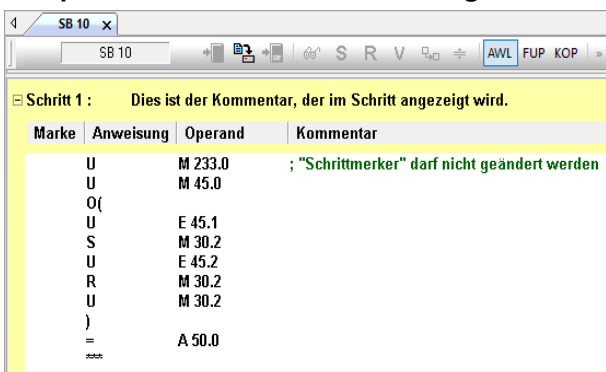 SB 10 x
SB 10 S R V AWL FUP KOP »
Schritt 1 : Dies ist der Kommentar, der im Schritt angezeigt wird.
Marke Anweisung Operand Kommentar
U M 233.0 ; "Schrittmerker" darf nicht geändert werden
U M 45.0
O(
U E 45.1
S M 30.2
U E 45.2
R M 30.2
U M 30.2
)
= A 50.0
***